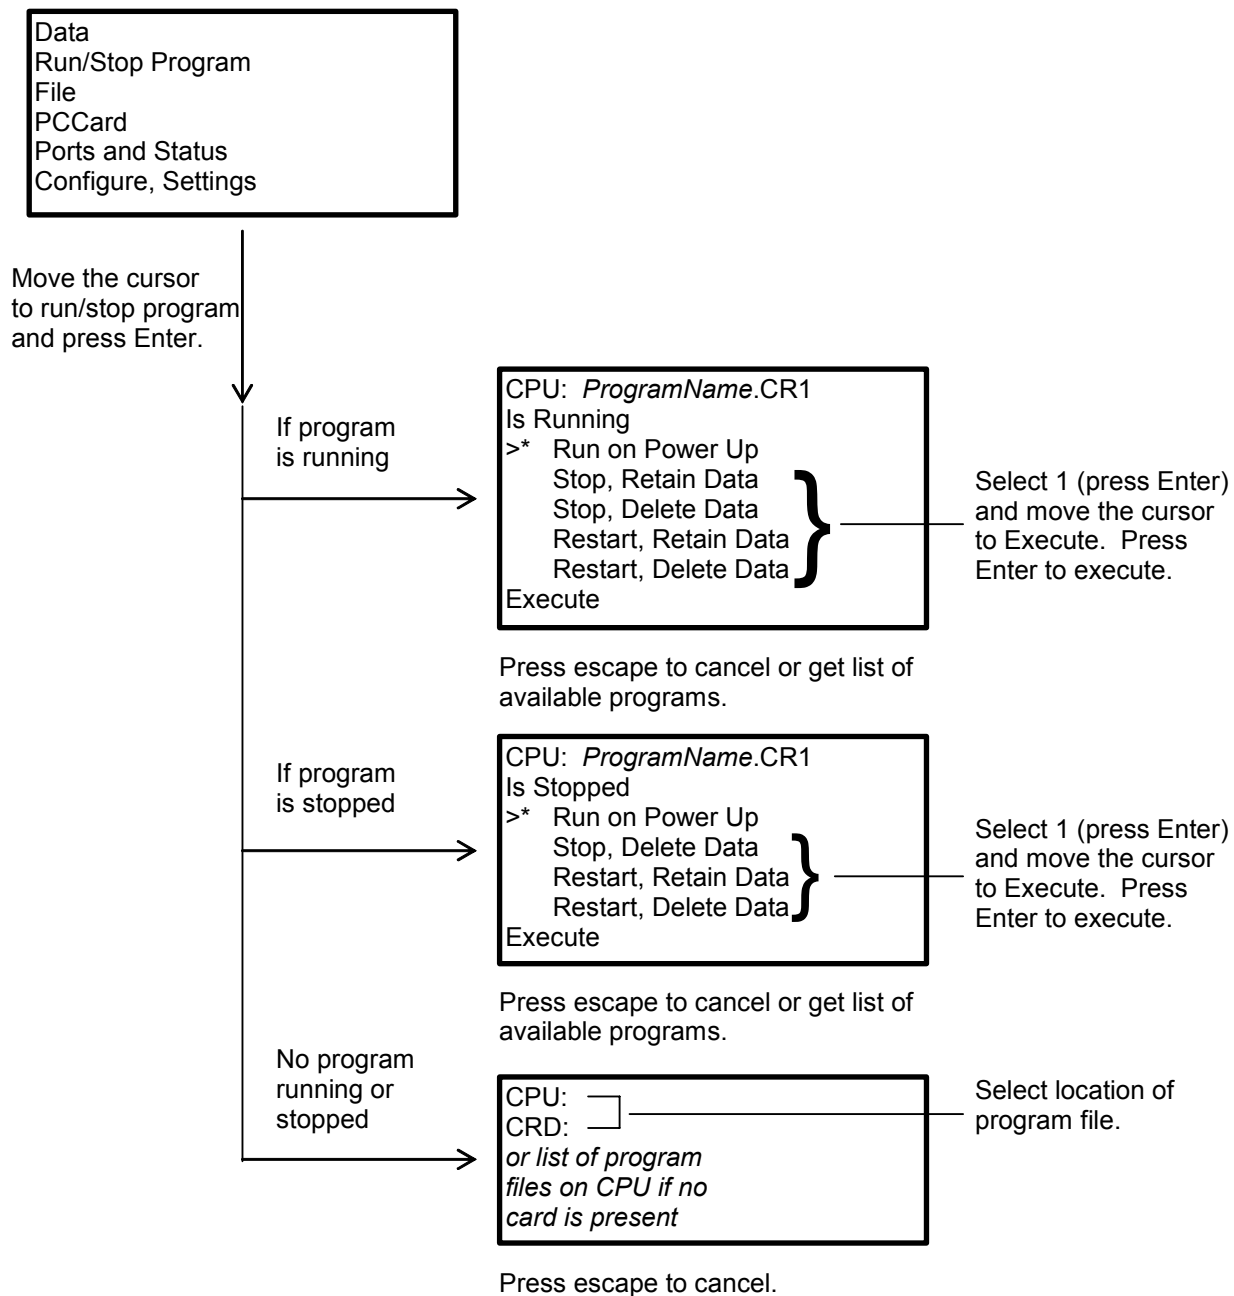 Data
Run/Stop Program
File
PCCard
Ports and Status
Configure, Settings
Move the cursor
to run/stop program
and press Enter.
If program
is running
CPU: ProgramName.CR1
Is Running
>* Run on Power Up
Stop, Retain Data
Stop, Delete Data
Restart, Retain Data
Restart, Delete Data
Execute
Select 1 (press Enter)
and move the cursor
to Execute. Press
Enter to execute.
Press escape to cancel or get list of
available programs.
If program
is stopped
CPU: ProgramName.CR1
Is Stopped
>* Run on Power Up
Stop, Delete Data
Restart, Retain Data
Restart, Delete Data
Execute
Select 1 (press Enter)
and move the cursor
to Execute. Press
Enter to execute.
Press escape to cancel or get list of
available programs.
No program
running or
stopped
CPU:
CRD:
or list of program
files on CPU if no
card is present
Select location of
program file.
Press escape to cancel.